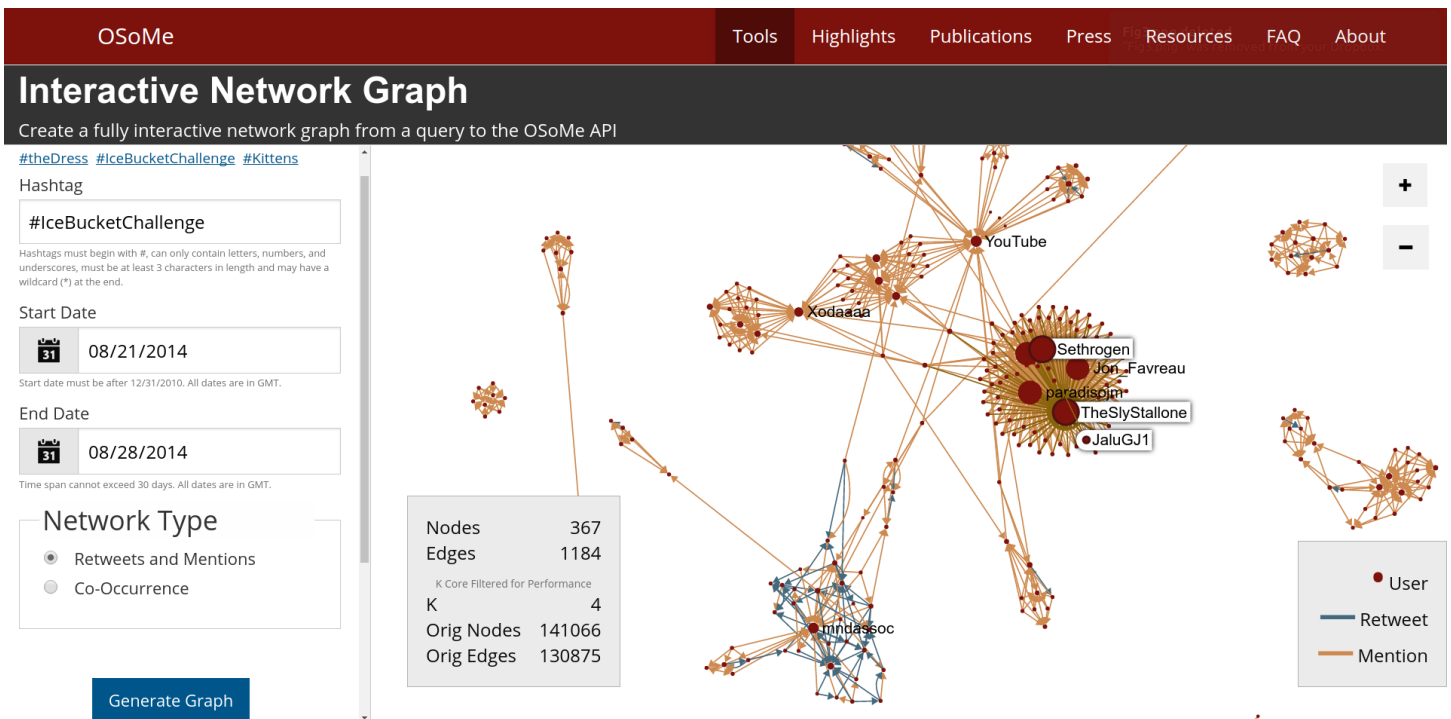 OSoMe
Tools Highlights Publications Press Resources FAQ About
Interactive Network Graph
Create a fully interactive network graph from a query to the OSoMe API
#theDress #IceBucketChallenge #Kittens
Hashtag
#IceBucketChallenge
Hashtags must begin with #, can only contain letters, numbers, and
underscores, must be at least 3 characters in length and may have a
wildcard (*) at the end.
Start Date
31
08/21/2014
Start date must be after 12/31/2010. All dates are in GMT.
End Date
31
08/28/2014
Time span cannot exceed 30 days. All dates are in GMT.
Network Type
Retweets and Mentions
Co-Occurrence
Generate Graph
YouTube
Xodaaaa
Sethrogen
Jon_Favreau
paradispjm
TheSlyStallone
JaluGJ1
mndassoc
+
−
Nodes 367
Edges 1184
K Core Filtered for Performance
K 4
Orig Nodes 141066
Orig Edges 130875
User
Retweet
Mention